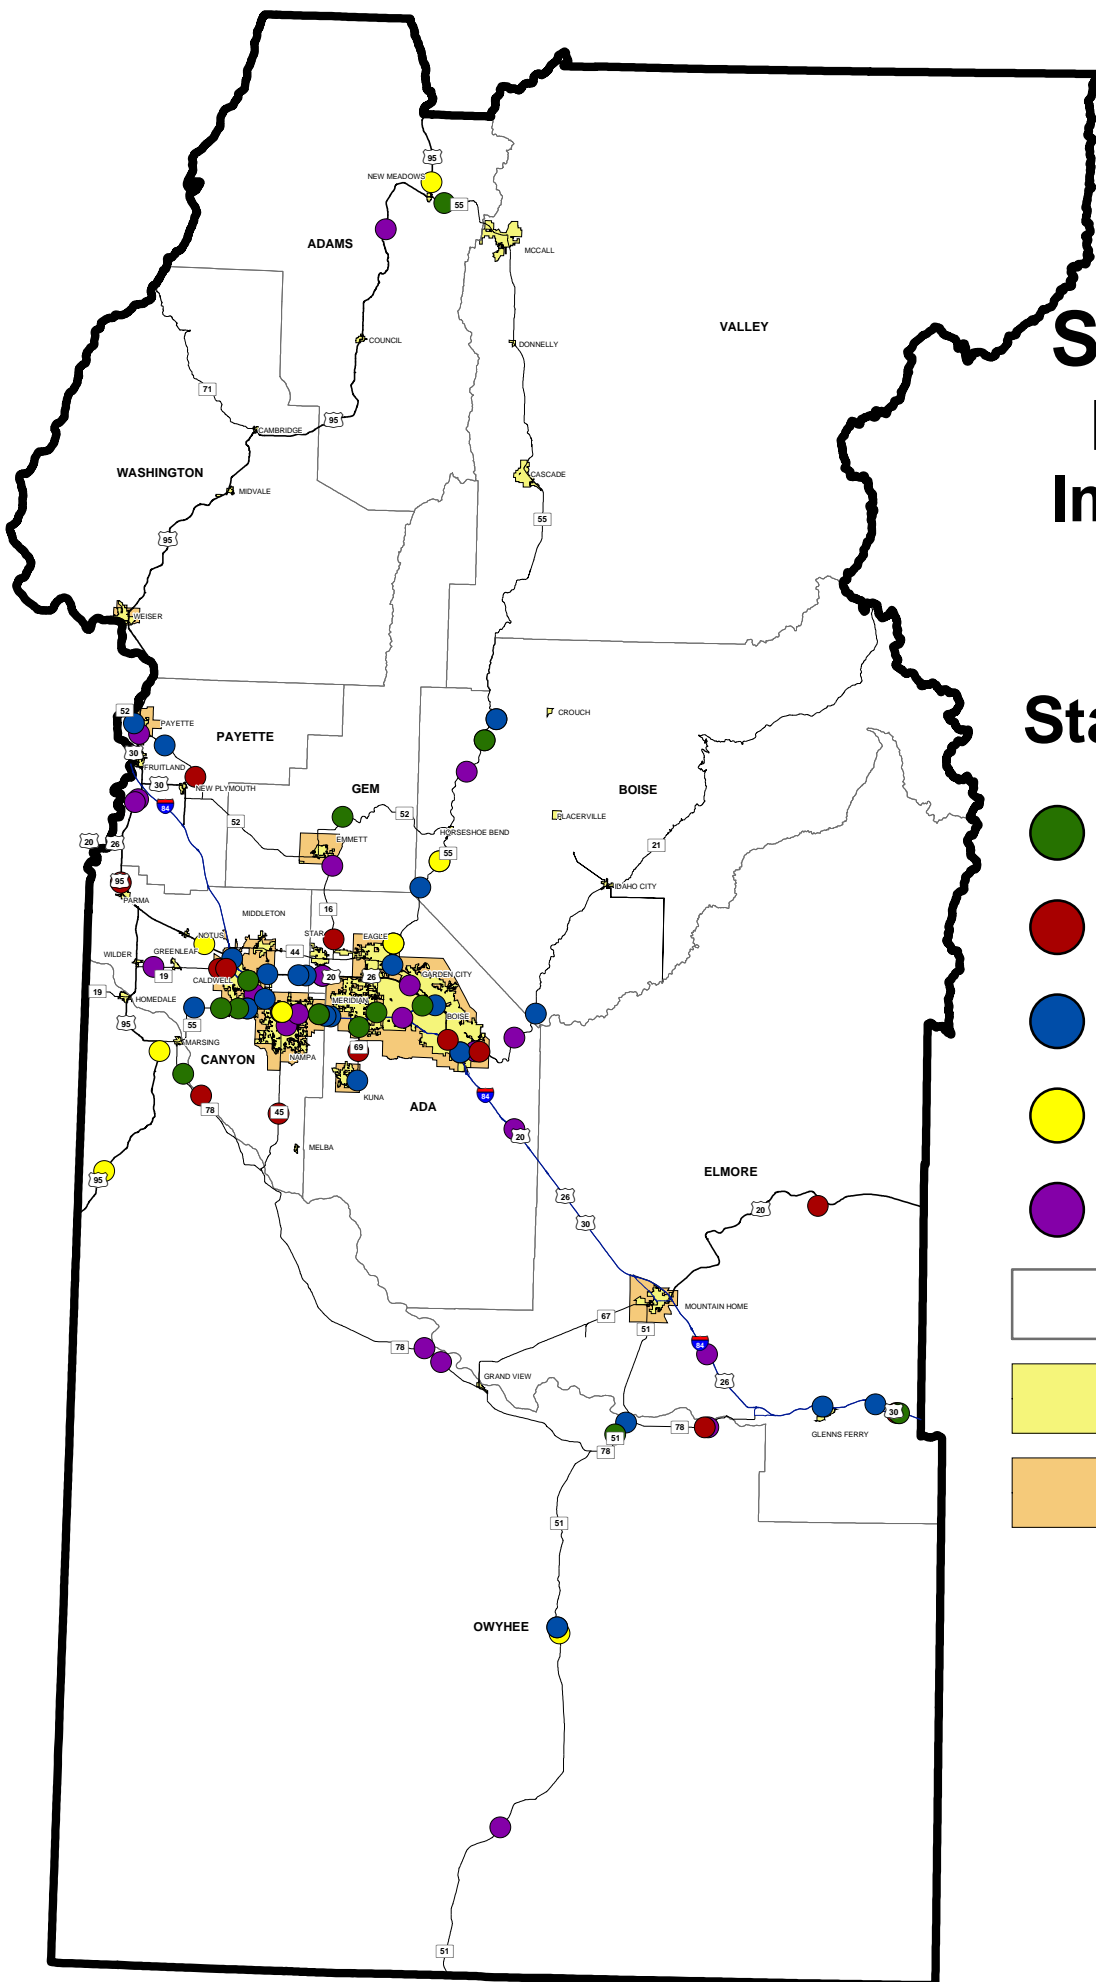 95
NEW MEADOWS
55
ADAMS
MCCALL
S
VALLEY
COUNCIL
DONNELLY
71
95
CAMBRIDGE
WASHINGTON
CASCADE
MIDVALE
In
55
95
WEISER
52
PAYETTE
CROUCH
Sta
PAYETTE
30
FRUITLAND
30
NEW PLYMOUTH
GEM
BOISE
84
52
52
PLACERVILLE
HORSESHOE BEND
20
26
EMMETT
55
21
95
IDAHO CITY
PARMA
16
MIDDLETON
NOTUS
STAR
EAGLE
WILDER
GREENLEAF
44
19
CALDWELL
20
26
GARDEN CITY
19
HOMEDALE
MERIDIAN
95
55
BOISE
MARSING
69
CANYON
NAMPA
84
KUNA
78
45
ADA
20
MELBA
95
ELMORE
26
20
30
MOUNTAIN HOME
67
51
78
84
GRAND VIEW
26
78
30
51
GLENNS FERRY
78
51
OWYHEE
51